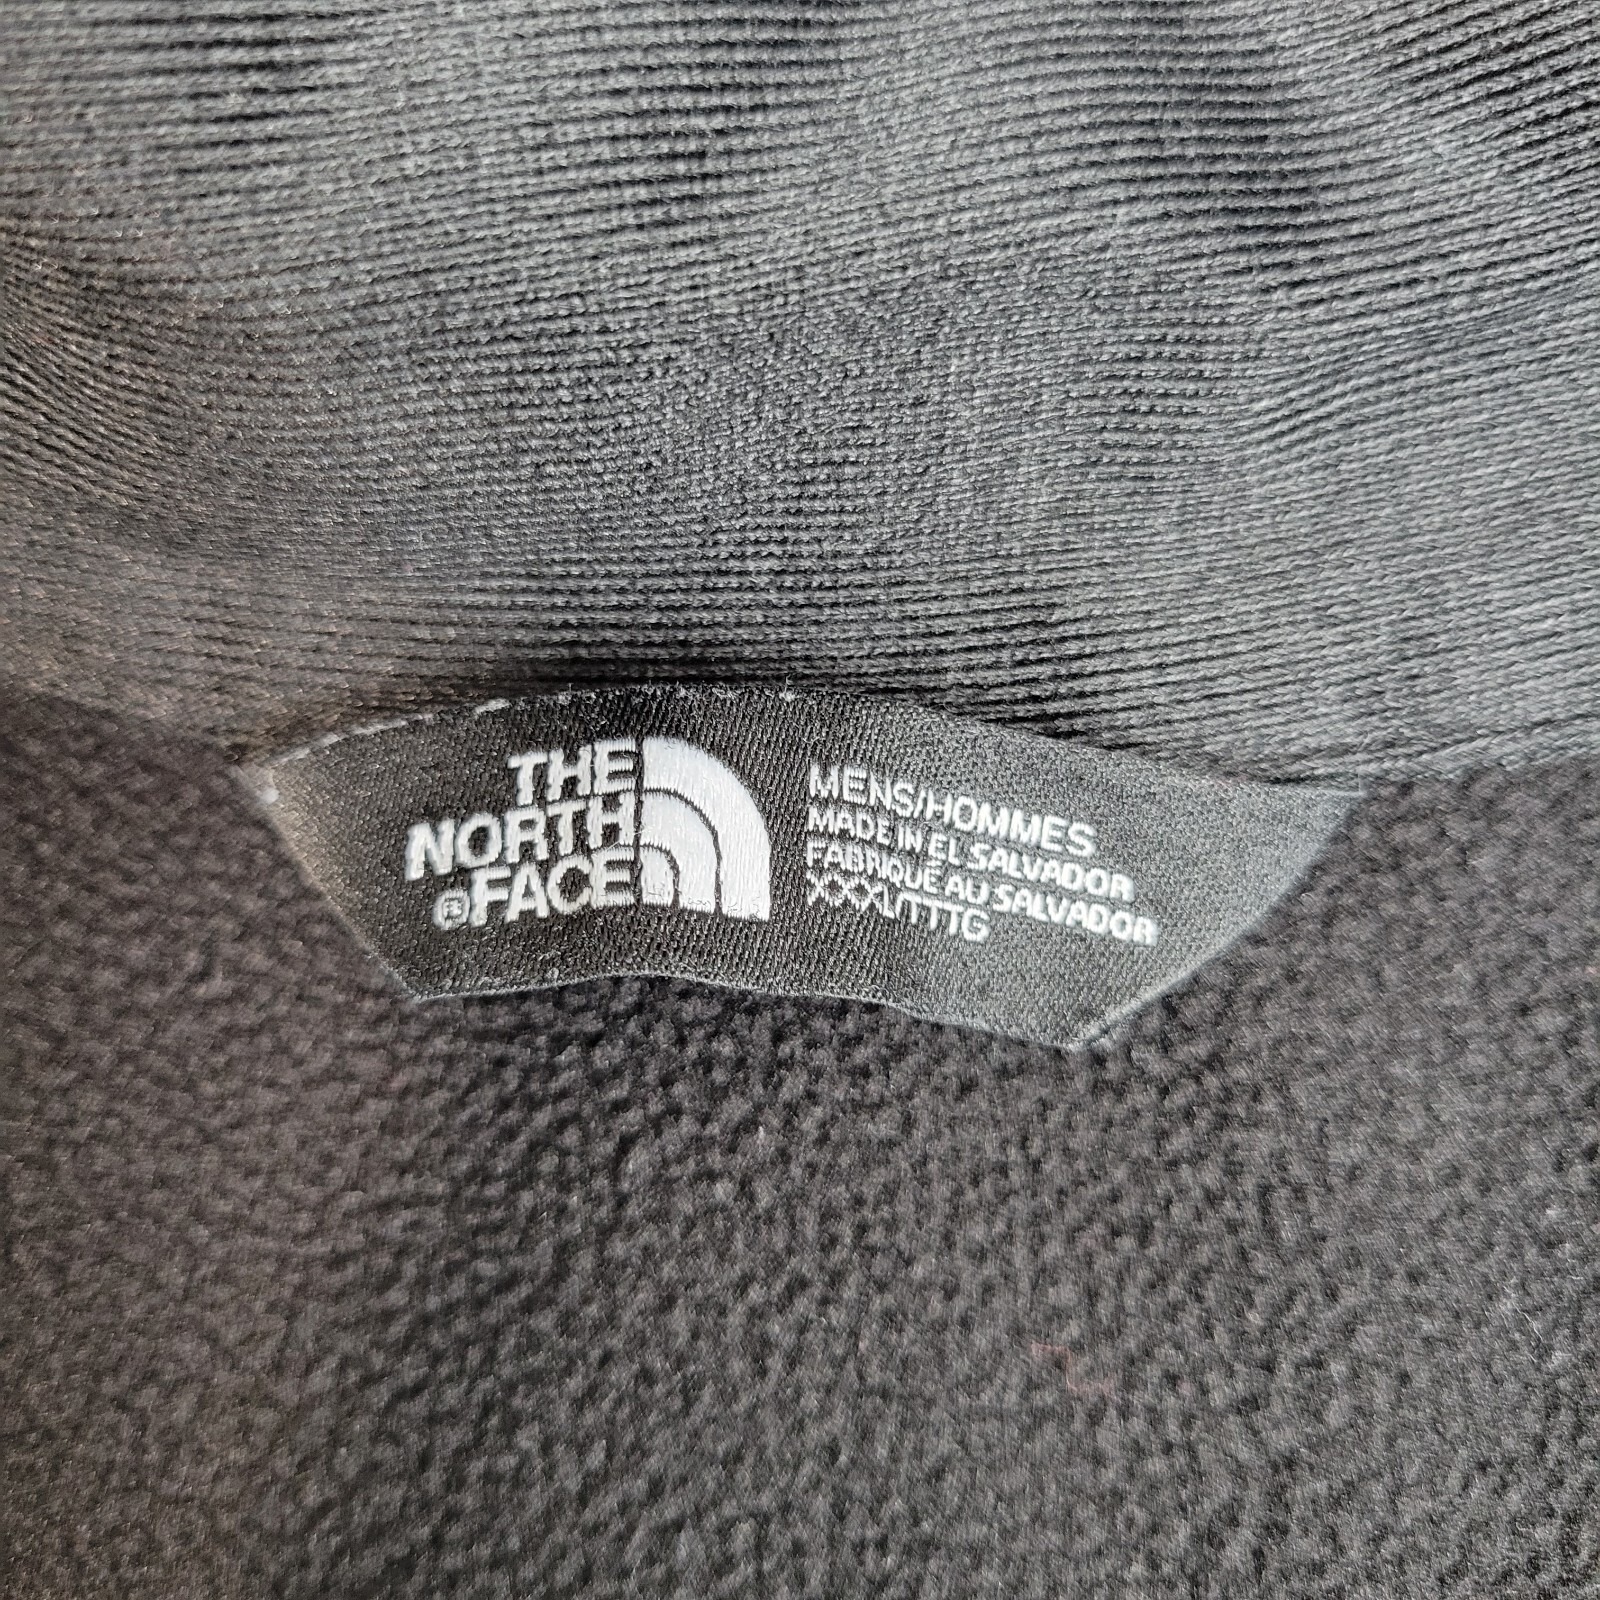 THE
NORTH
®FACE
MENS/HOMMES
MADE IN EL SALVADOR
FABRIQUÉ AU SALVADOR
XXXL/TTTG